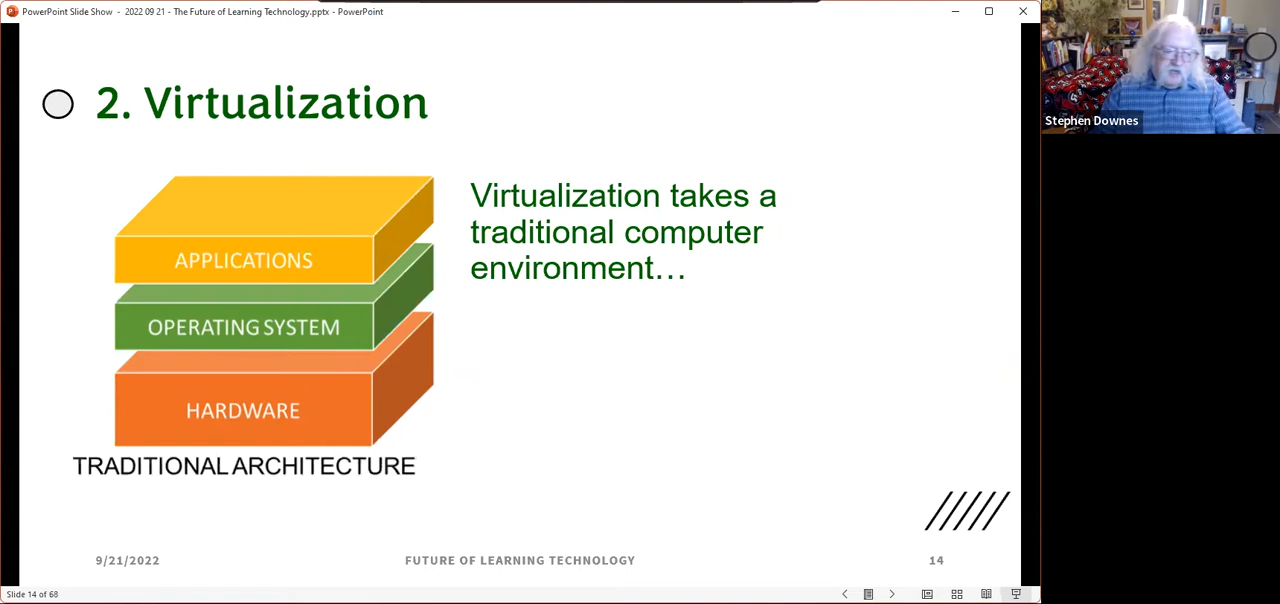 PowerPoint Slide Show - 2022 09 21 - The Future of Learning Technology.pptx - PowerPoint
Stephen Downes
2. Virtualization
Virtualization takes a
traditional computer
environment…
APPLICATIONS
OPERATING SYSTEM
HARDWARE
TRADITIONAL ARCHITECTURE
9/21/2022
FUTURE OF LEARNING TECHNOLOGY
14
Slide 14 of 68